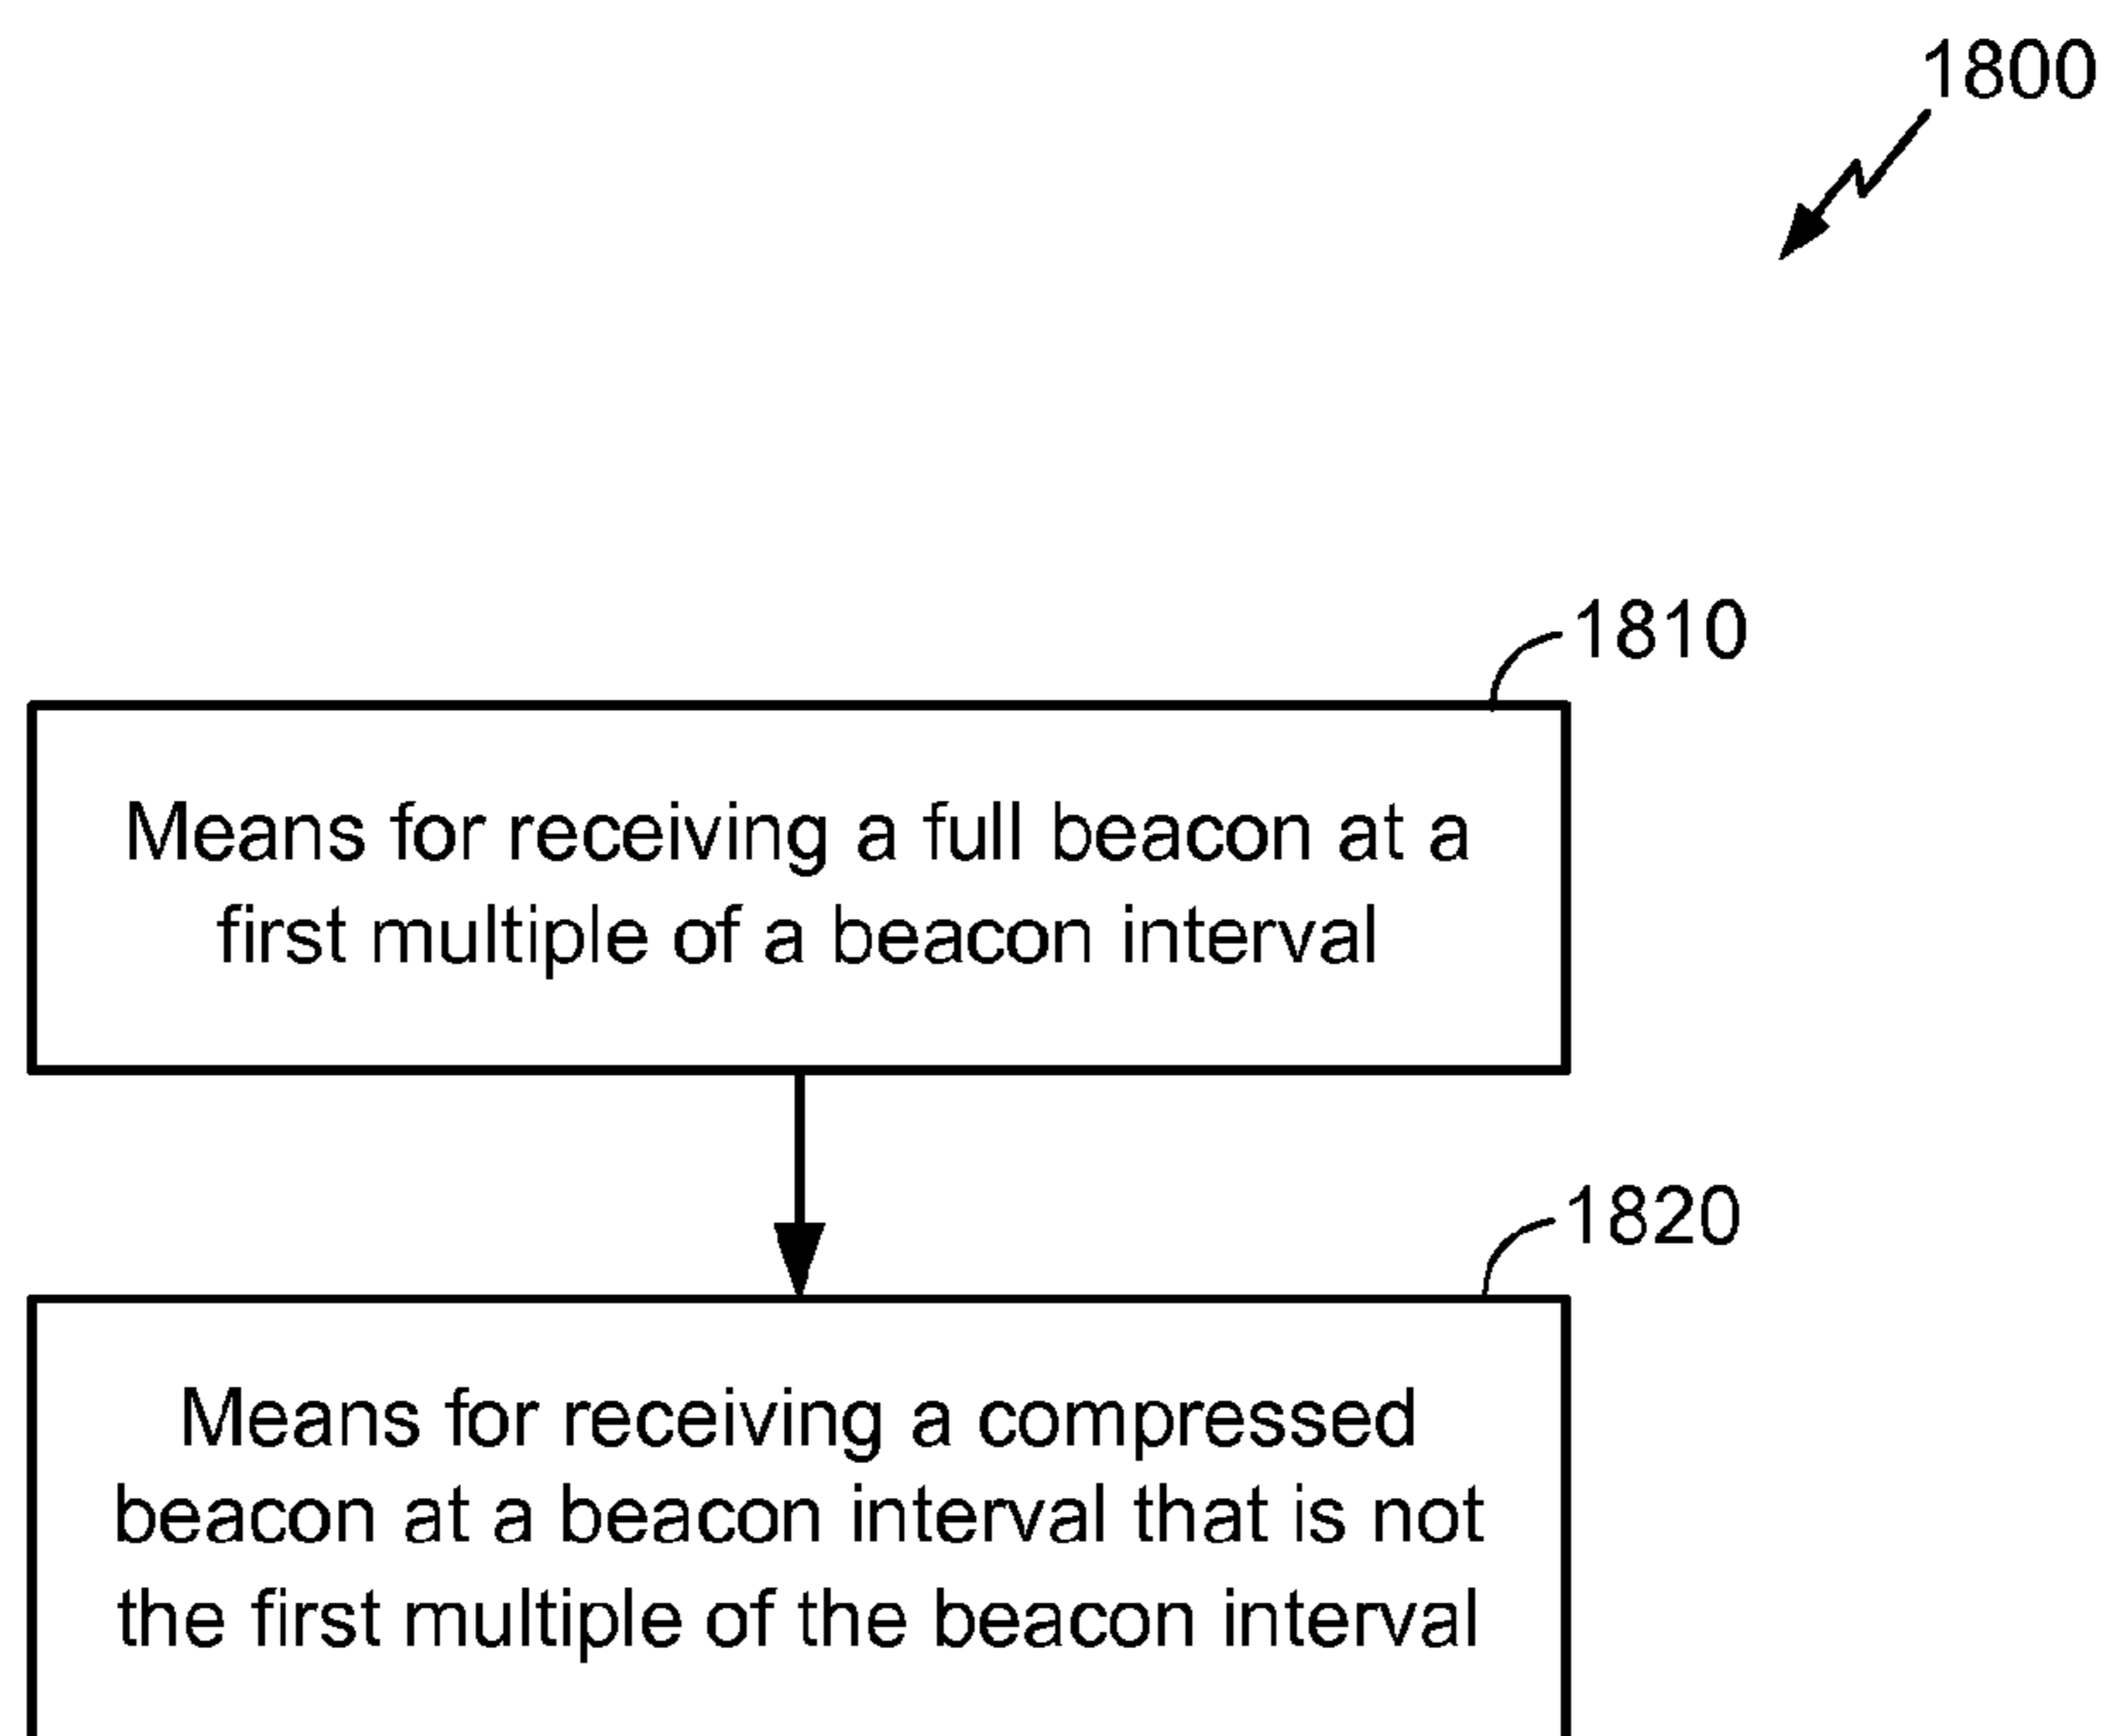 1800
1810
Means for receiving a full beacon at a
first multiple of a beacon interval
1820
Means for receiving a compressed
beacon at a beacon interval that is not
the first multiple of the beacon interval